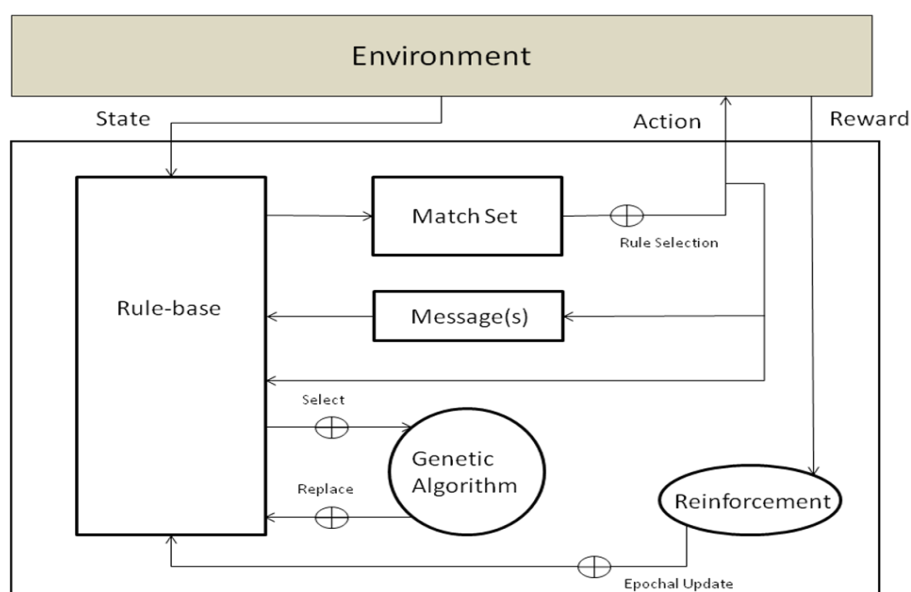 Environment
State
Action
Reward
Match Set
Rule Selection
Rule-base
Message(s)
Select
Genetic
Algorithm
Replace
Reinforcement
Epochal Update